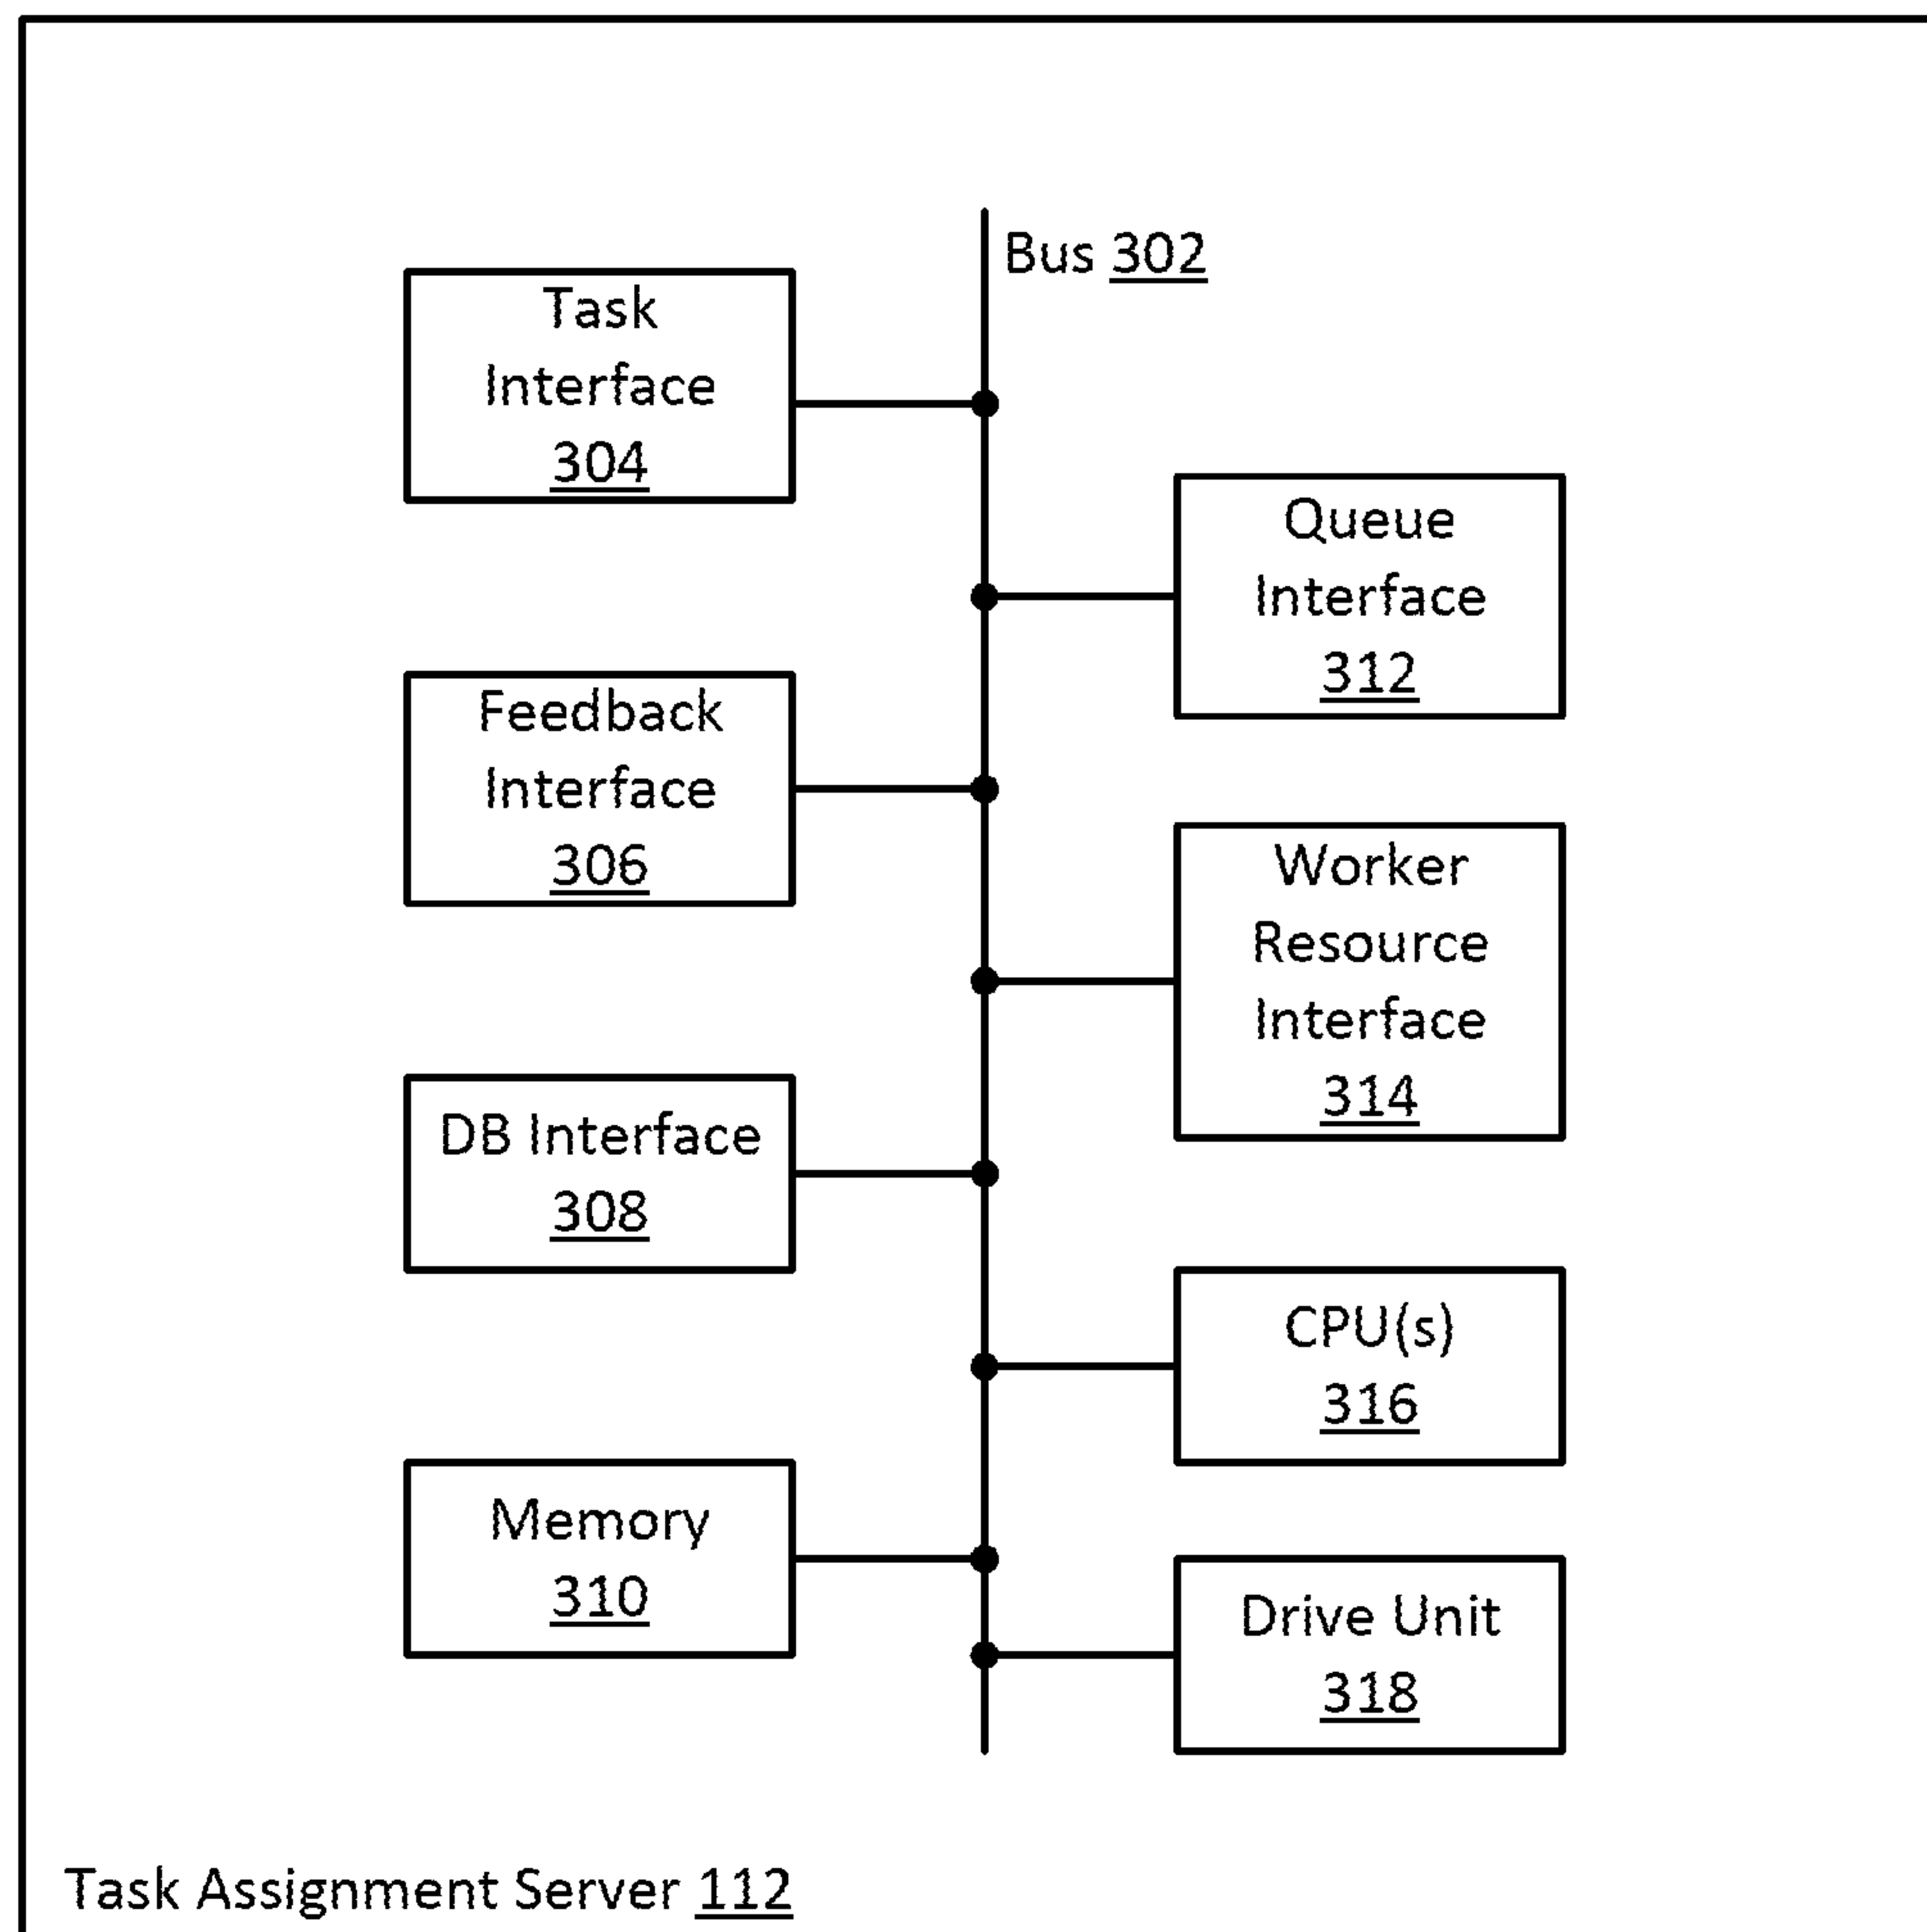 Bus 302
Task
Interface
304
Queue
Interface
312
Feedback
Interface
306
Worker
Resource
Interface
314
DB Interface
308
CPU(s)
316
Memory
310
Drive Unit
318
Task Assignment Server 112